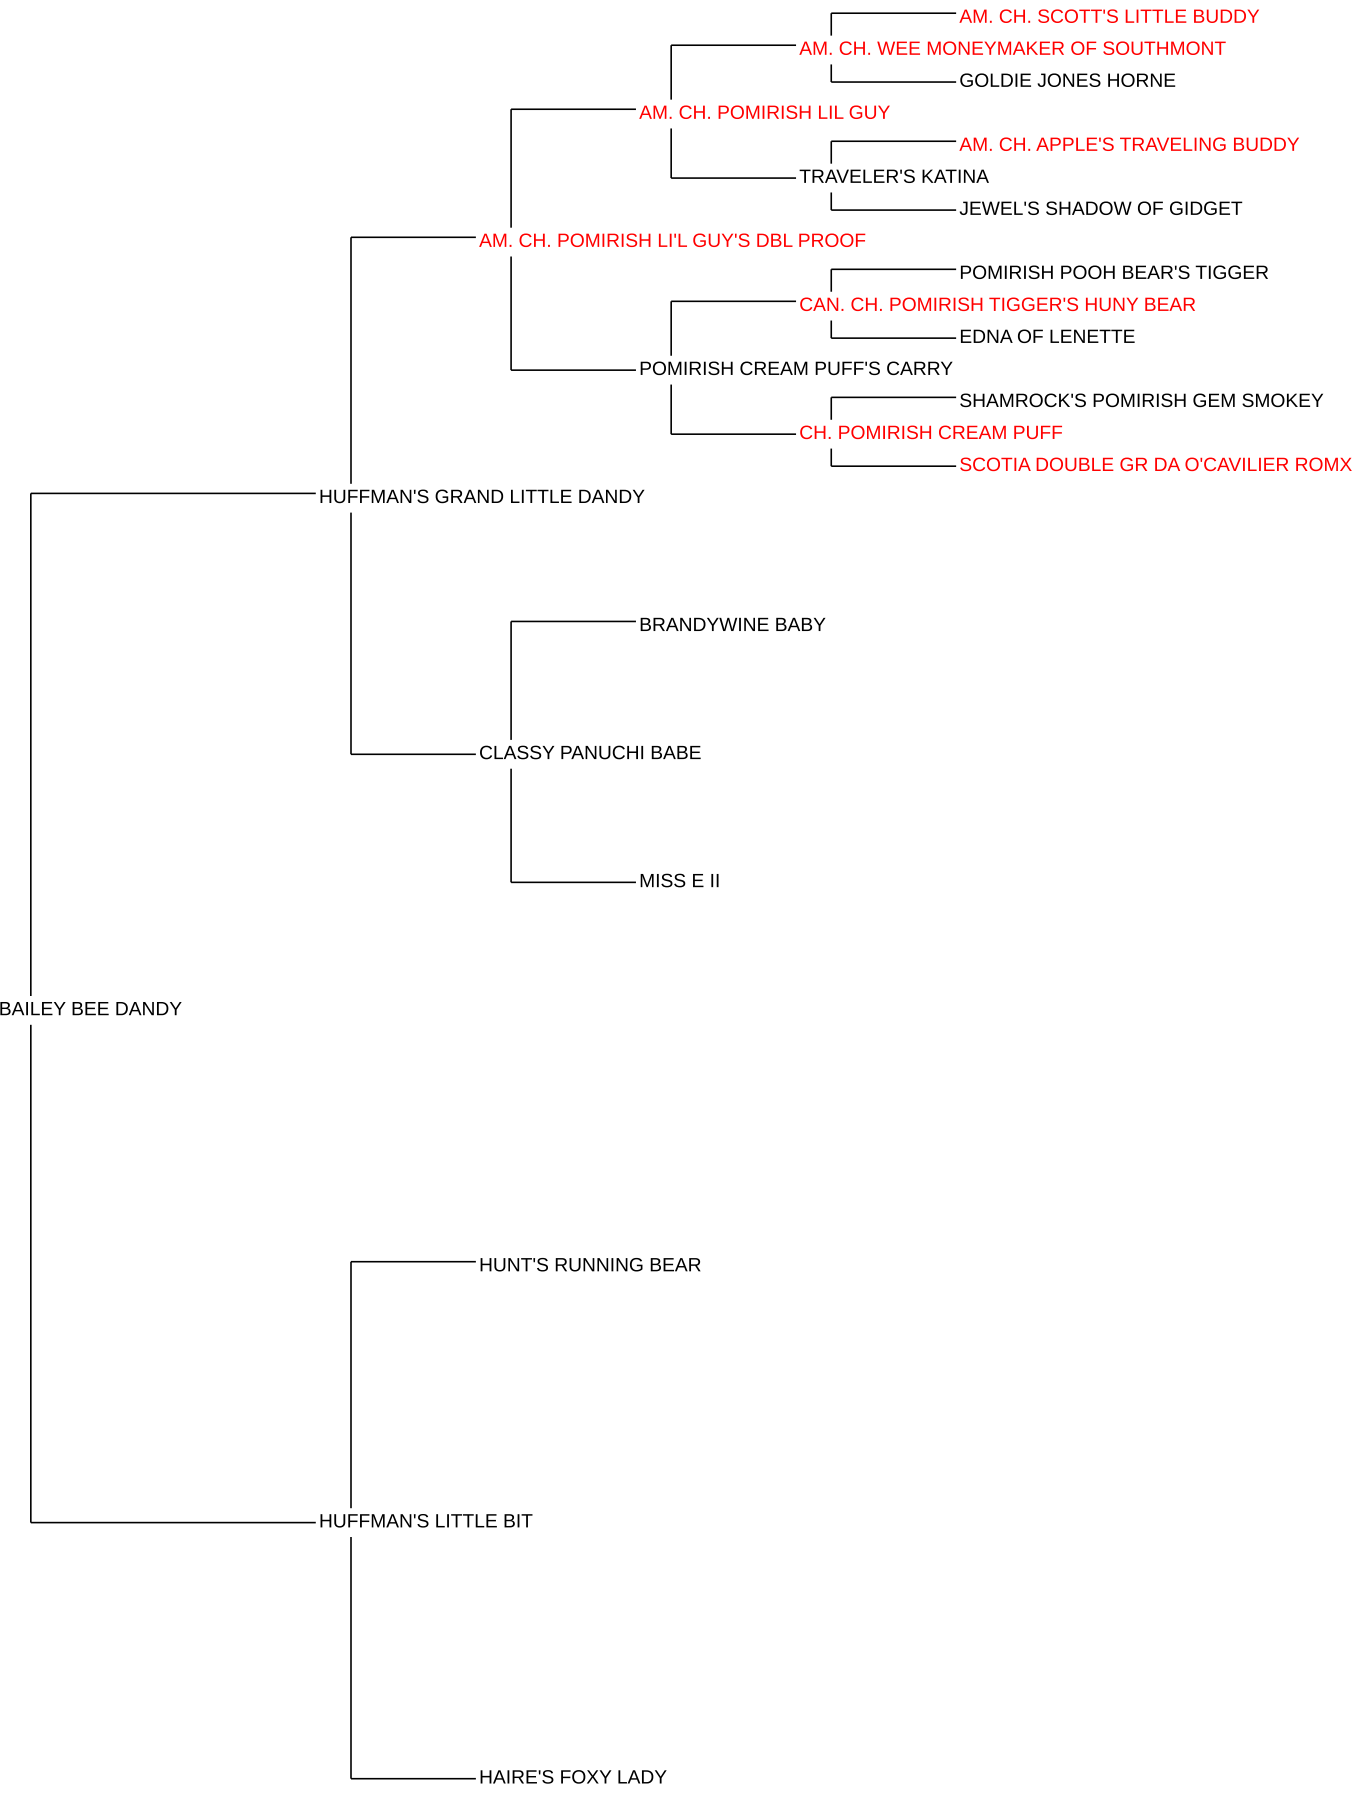 AM. CH. SCOTT'S LITTLE BUDDY
AM. CH. WEE MONEYMAKER OF SOUTHMONT
GOLDIE JONES HORNE
AM. CH. POMIRISH LIL GUY
AM. CH. APPLE'S TRAVELING BUDDY
TRAVELER'S KATINA
JEWEL'S SHADOW OF GIDGET
AM. CH. POMIRISH LI'L GUY'S DBL PROOF
POMIRISH POOH BEAR'S TIGGER
CAN. CH. POMIRISH TIGGER'S HUNY BEAR
EDNA OF LENETTE
POMIRISH CREAM PUFF'S CARRY
SHAMROCK'S POMIRISH GEM SMOKEY
CH. POMIRISH CREAM PUFF
SCOTIA DOUBLE GR DA O'CAVILIER ROMX
HUFFMAN'S GRAND LITTLE DANDY
BRANDYWINE BABY
CLASSY PANUCHI BABE
MISS E II
BAILEY BEE DANDY
HUNT'S RUNNING BEAR
HUFFMAN'S LITTLE BIT
HAIRE'S FOXY LADY